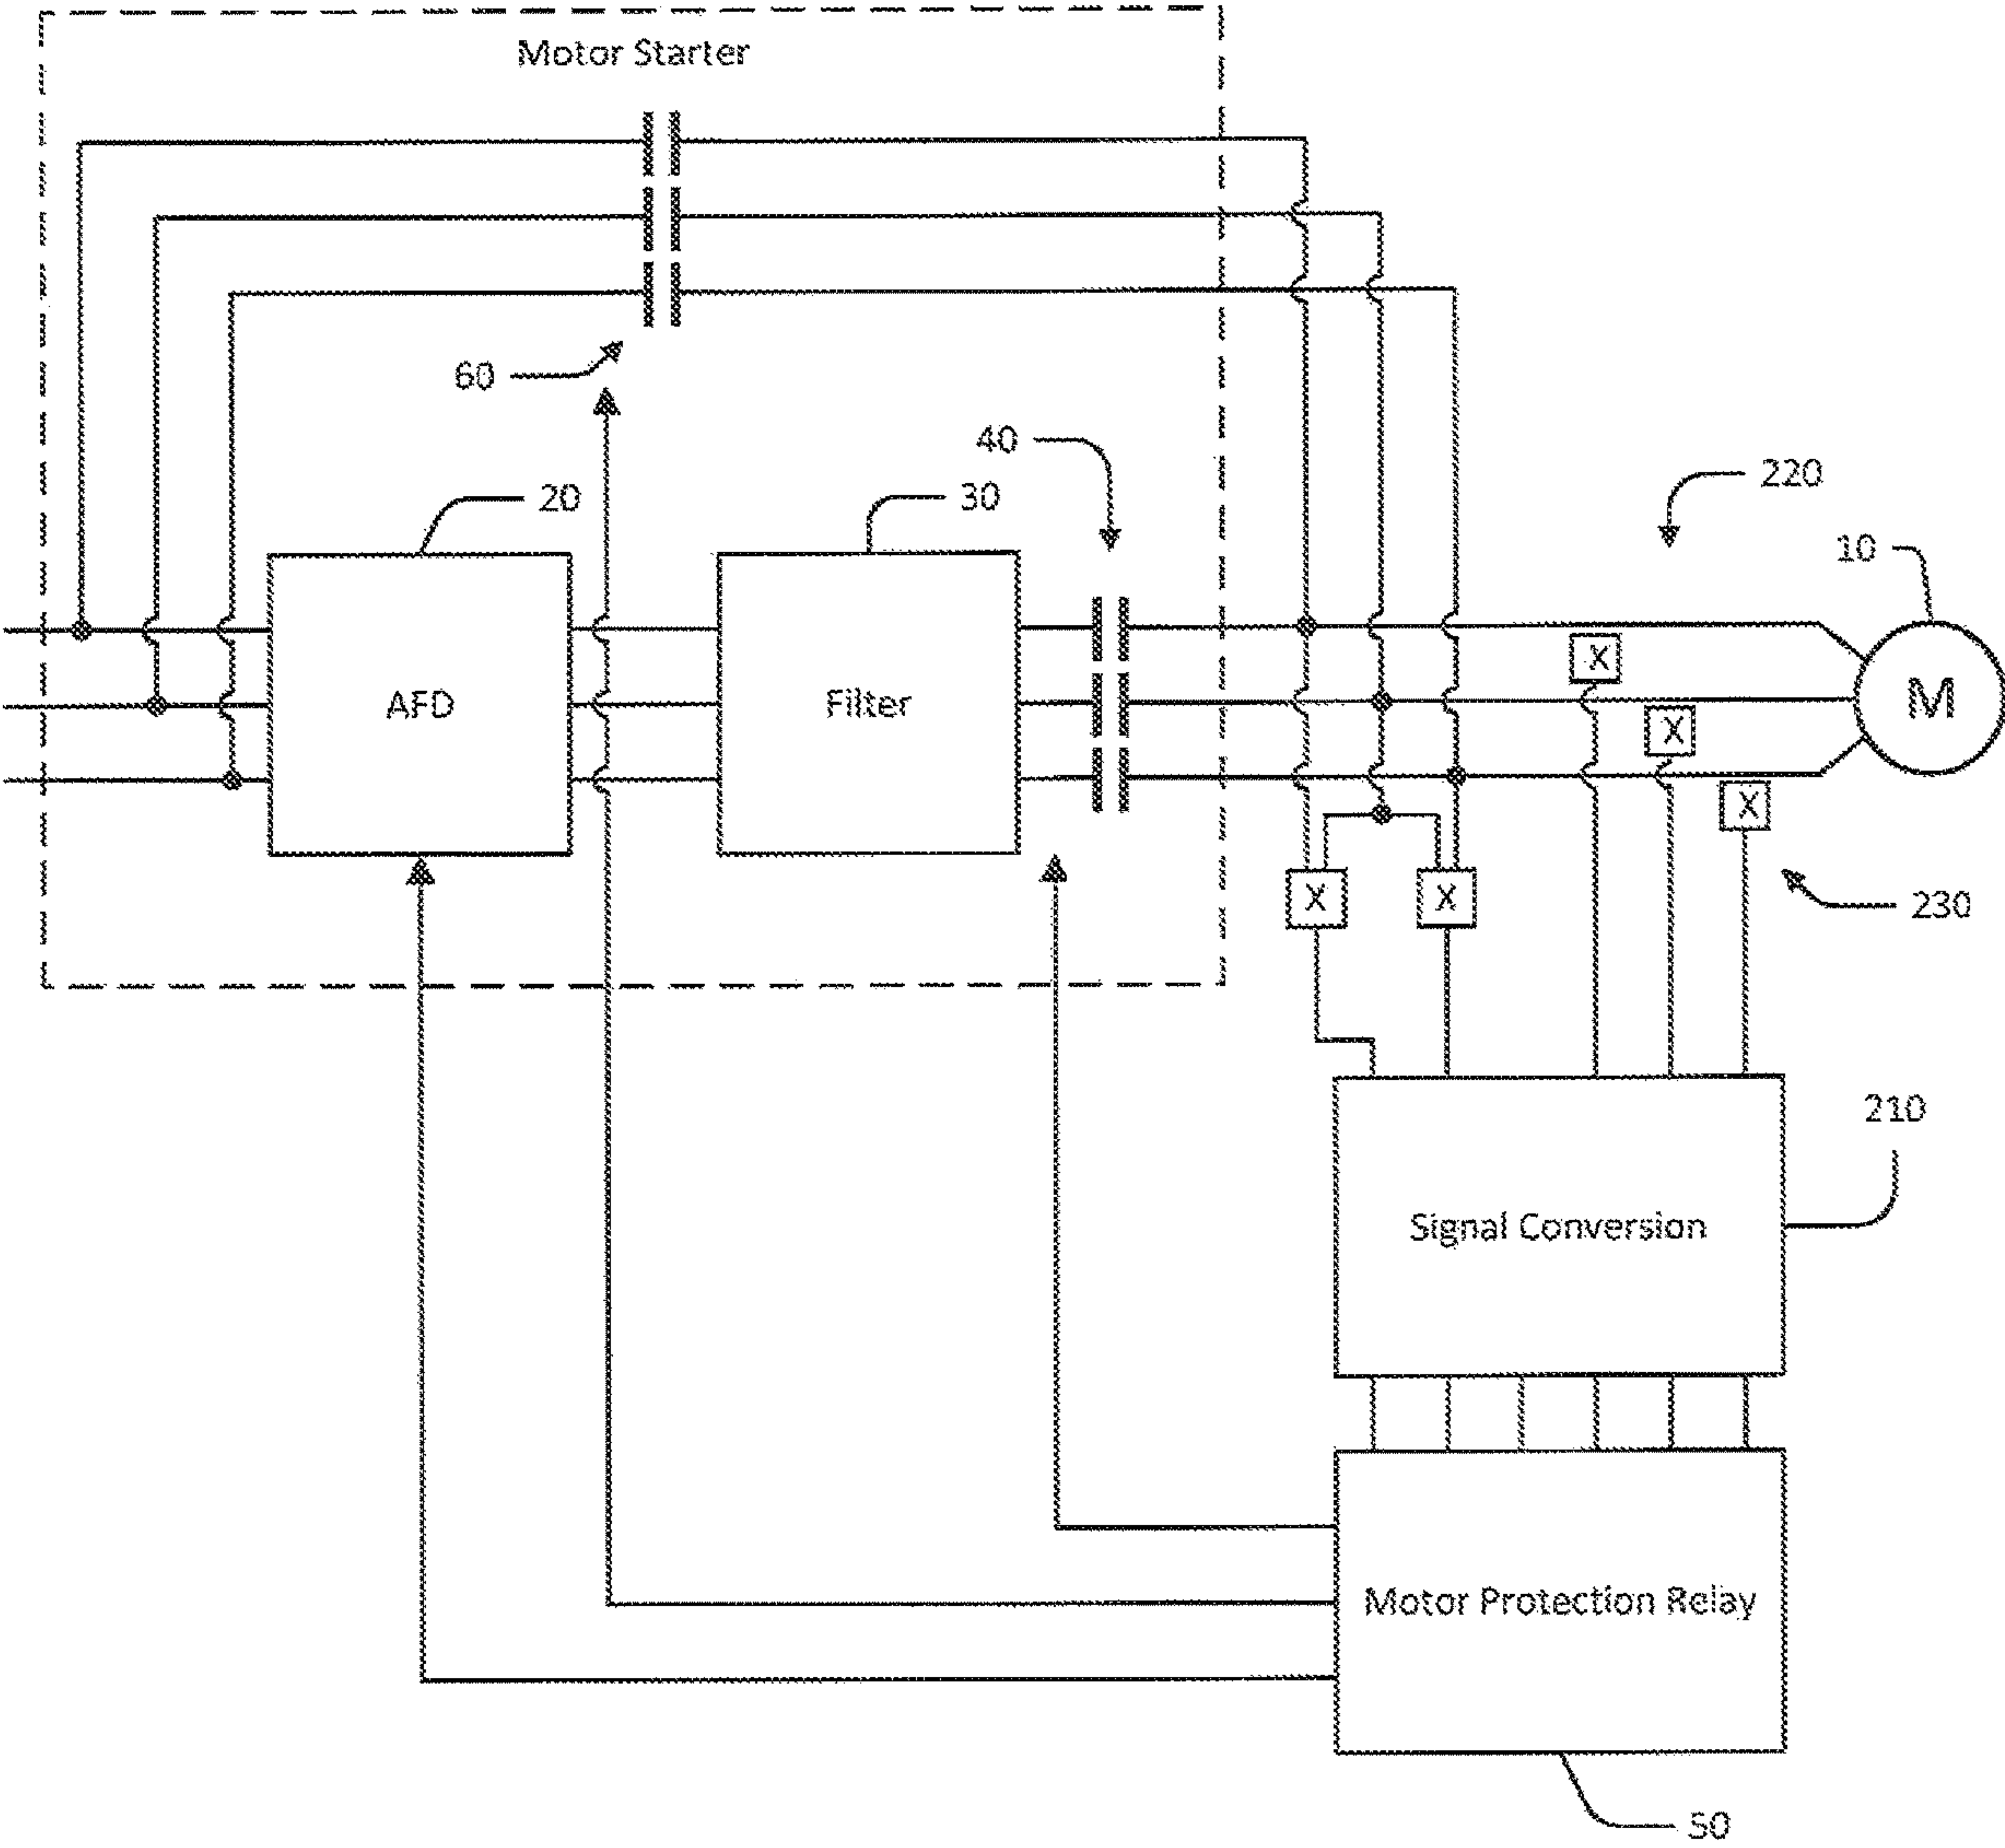 Motor Starter
60
40
220
20
30
10
AFD
Filter
M
X
X
X
X
X
230
210
Signal Conversion
Motor Protection Relay
50